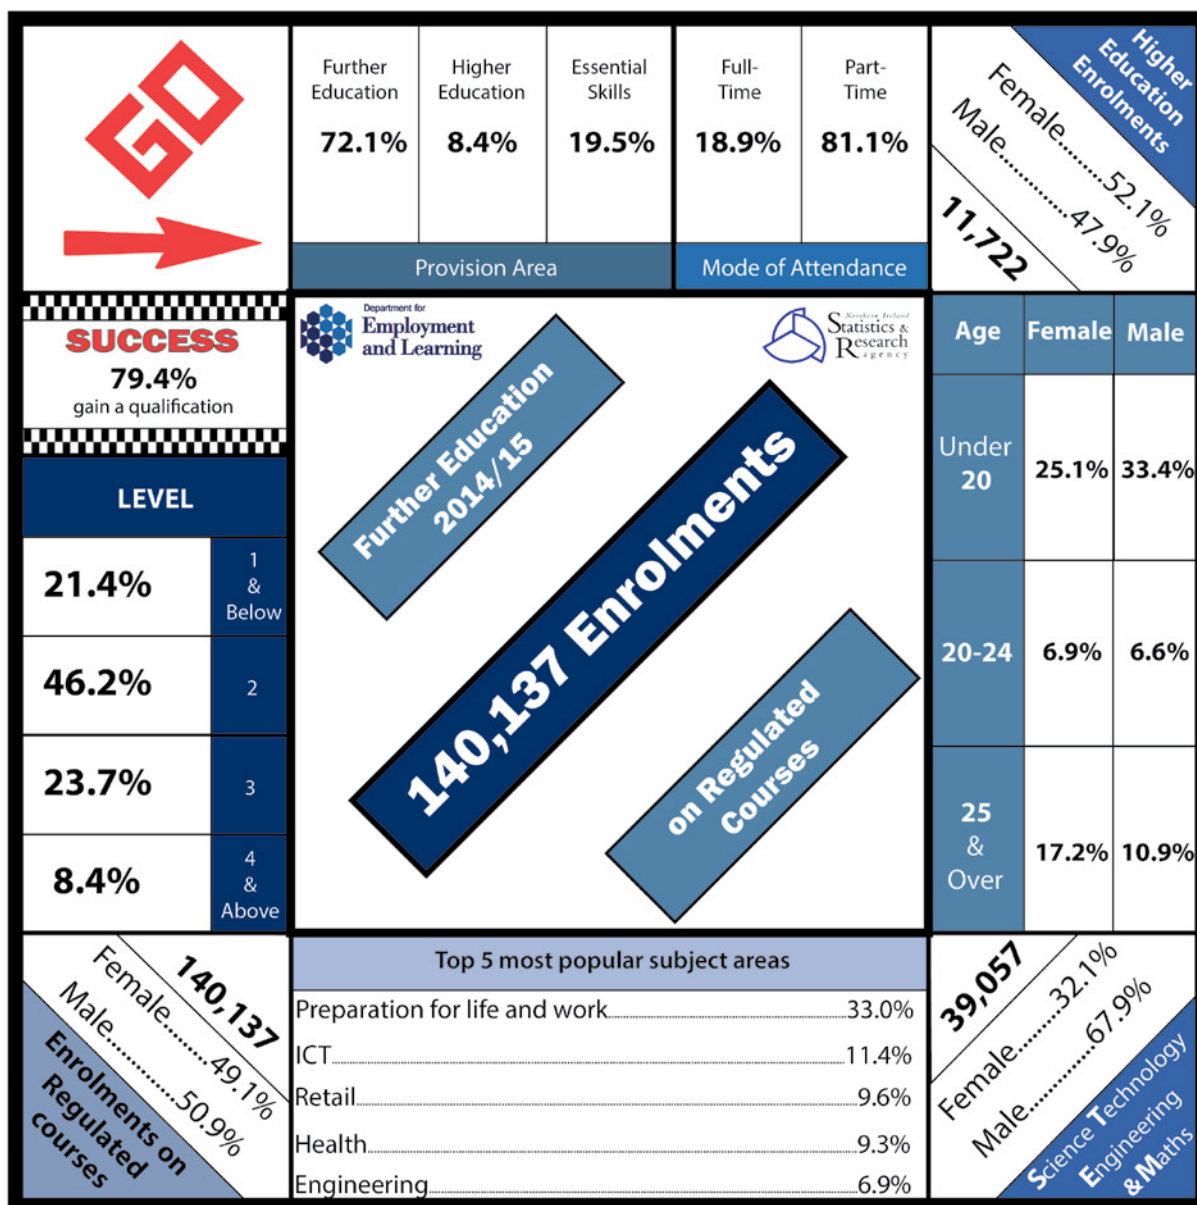 GO
Further
Education
72.1%
Higher
Education
8.4%
Essential
Skills
19.5%
Provision Area
Full-
Time
18.9%
Part-
Time
81.1%
Mode of Attendance
Higher
Education
Enrolments
Female.......52.1%
Male...........47.9%
11,722
SUCCESS
79.4%
gain a qualification
LEVEL
21.4% 1
&
Below
46.2% 2
23.7% 3
8.4% 4
&
Above
Department for
Employment
and Learning
Northern Ireland
Statistics &
Research
agency
Further Education
2014/15
140,137 Enrolments
on Regulated
Courses
Age Female Male
Under
20 25.1% 33.4%
20-24 6.9% 6.6%
25
&
Over 17.2% 10.9%
140,137
Female.......49.1%
Male...........50.9%
Enrolments on
Regulated
courses
Top 5 most popular subject areas
Preparation for life and work 33.0%
ICT 11.4%
Retail 9.6%
Health 9.3%
Engineering 6.9%
39,057
Female.......32.1%
Male...........67.9%
Science Technology
Engineering
& Maths